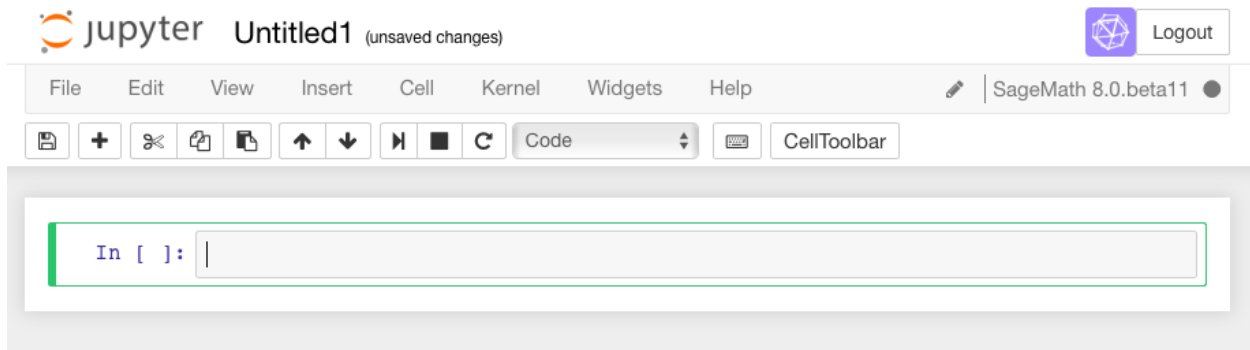 jupyter Untitled1 (unsaved changes) Logout
File Edit View Insert Cell Kernel Widgets Help SageMath 8.0.beta11
Code CellToolbar
In [ ]: